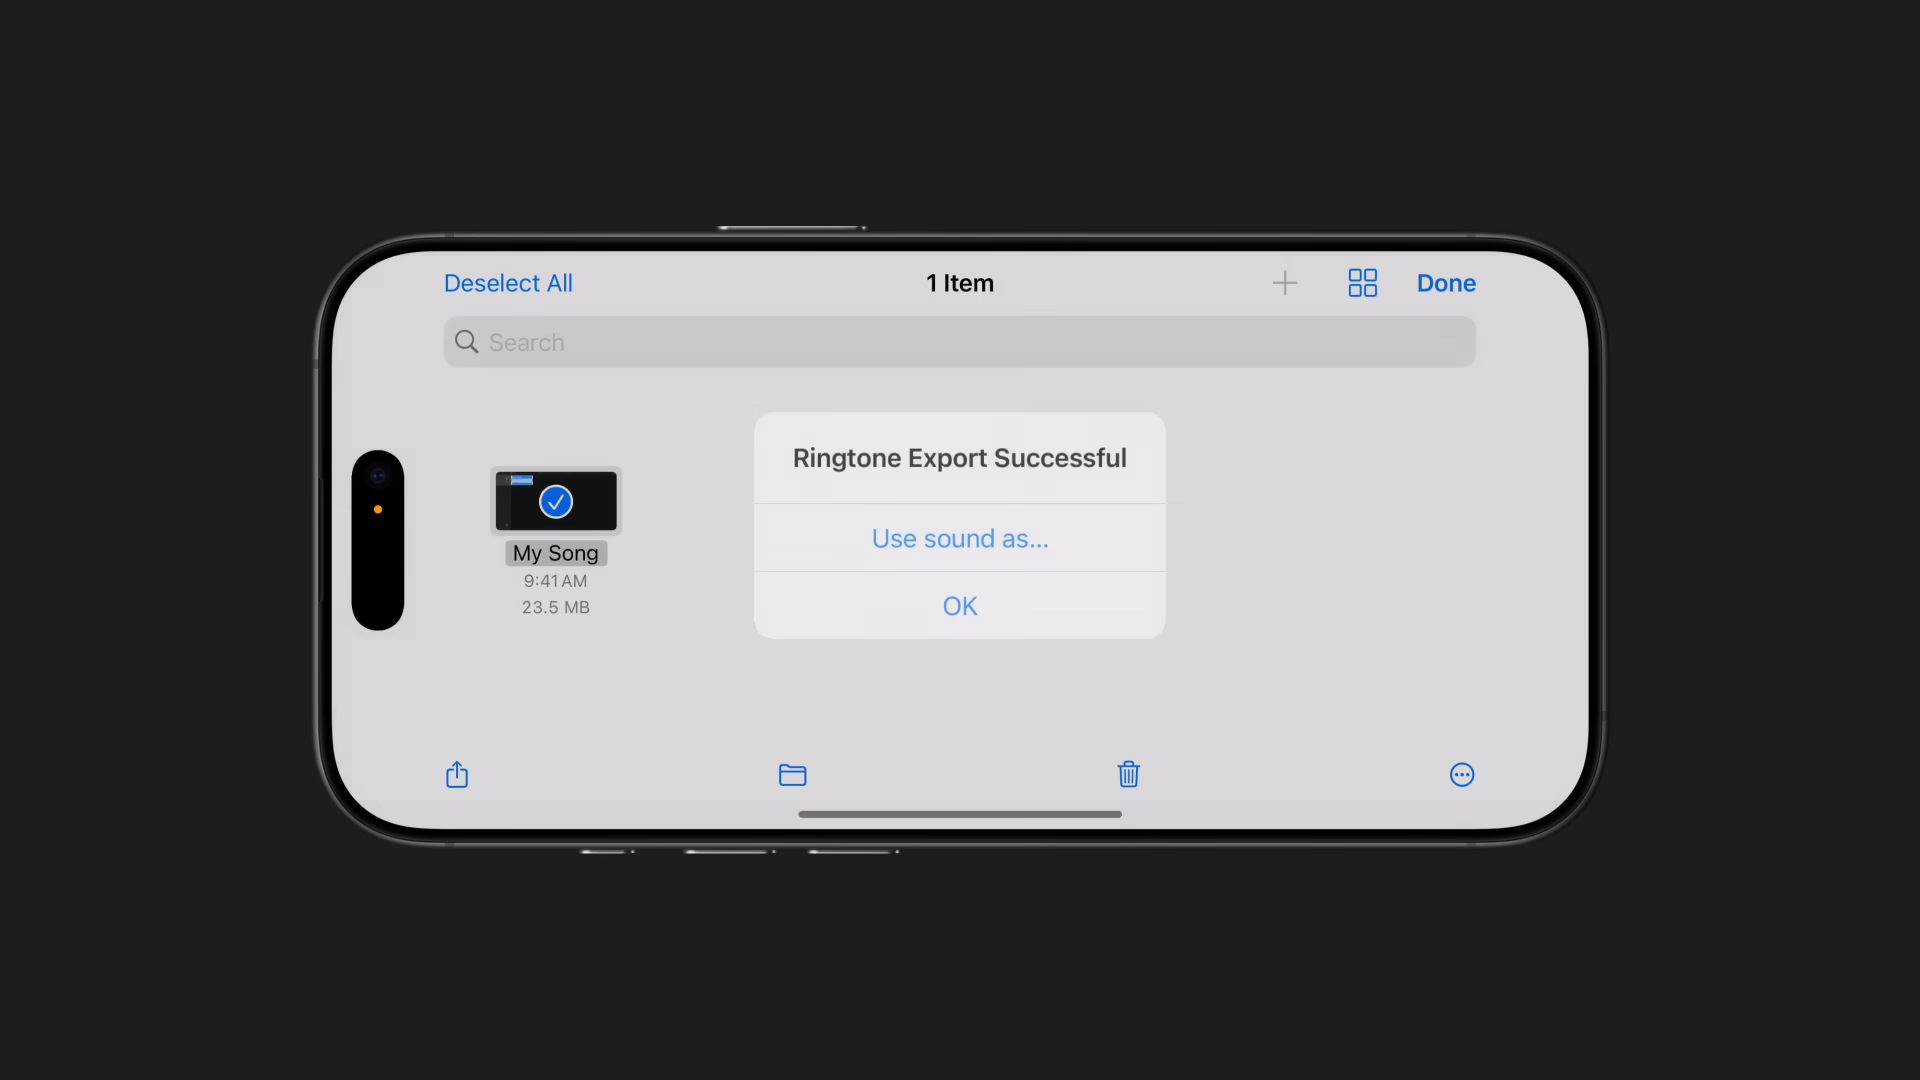 Deselect All
1 Item
Done
Search
Ringtone Export Successful
Use sound as...
OK
My Song
9:41 AM
23.5 MB